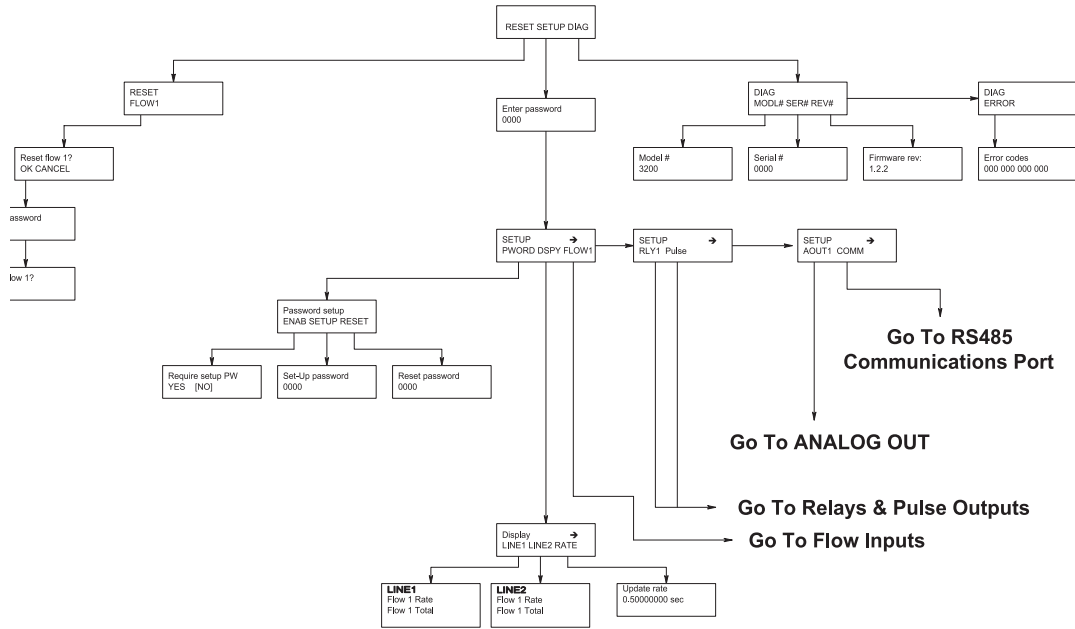 RESET SETUP DIAG
RESET
FLOW1
Enter password
0000
DIAG
MODL# SER# REV#
DIAG
ERROR
Reset flow 1?
OK CANCEL
Model #
3200
Serial #
0000
Firmware rev:
1.2.2
Error codes
000 000 000 000
assword
low 1?
SETUP ➔
PWORD DSPY FLOW1
SETUP ➔
RLY1 Pulse
SETUP ➔
AOUT1 COMM
Password setup
ENAB SETUP RESET
Go To RS485
Communications Port
Require setup PW
YES [NO]
Set-Up password
0000
Reset password
0000
Go To ANALOG OUT
Go To Relays & Pulse Outputs
Go To Flow Inputs
Display ➔
LINE1 LINE2 RATE
LINE1
Flow 1 Rate
Flow 1 Total
LINE2
Flow 1 Rate
Flow 1 Total
Update rate
0.50000000 sec